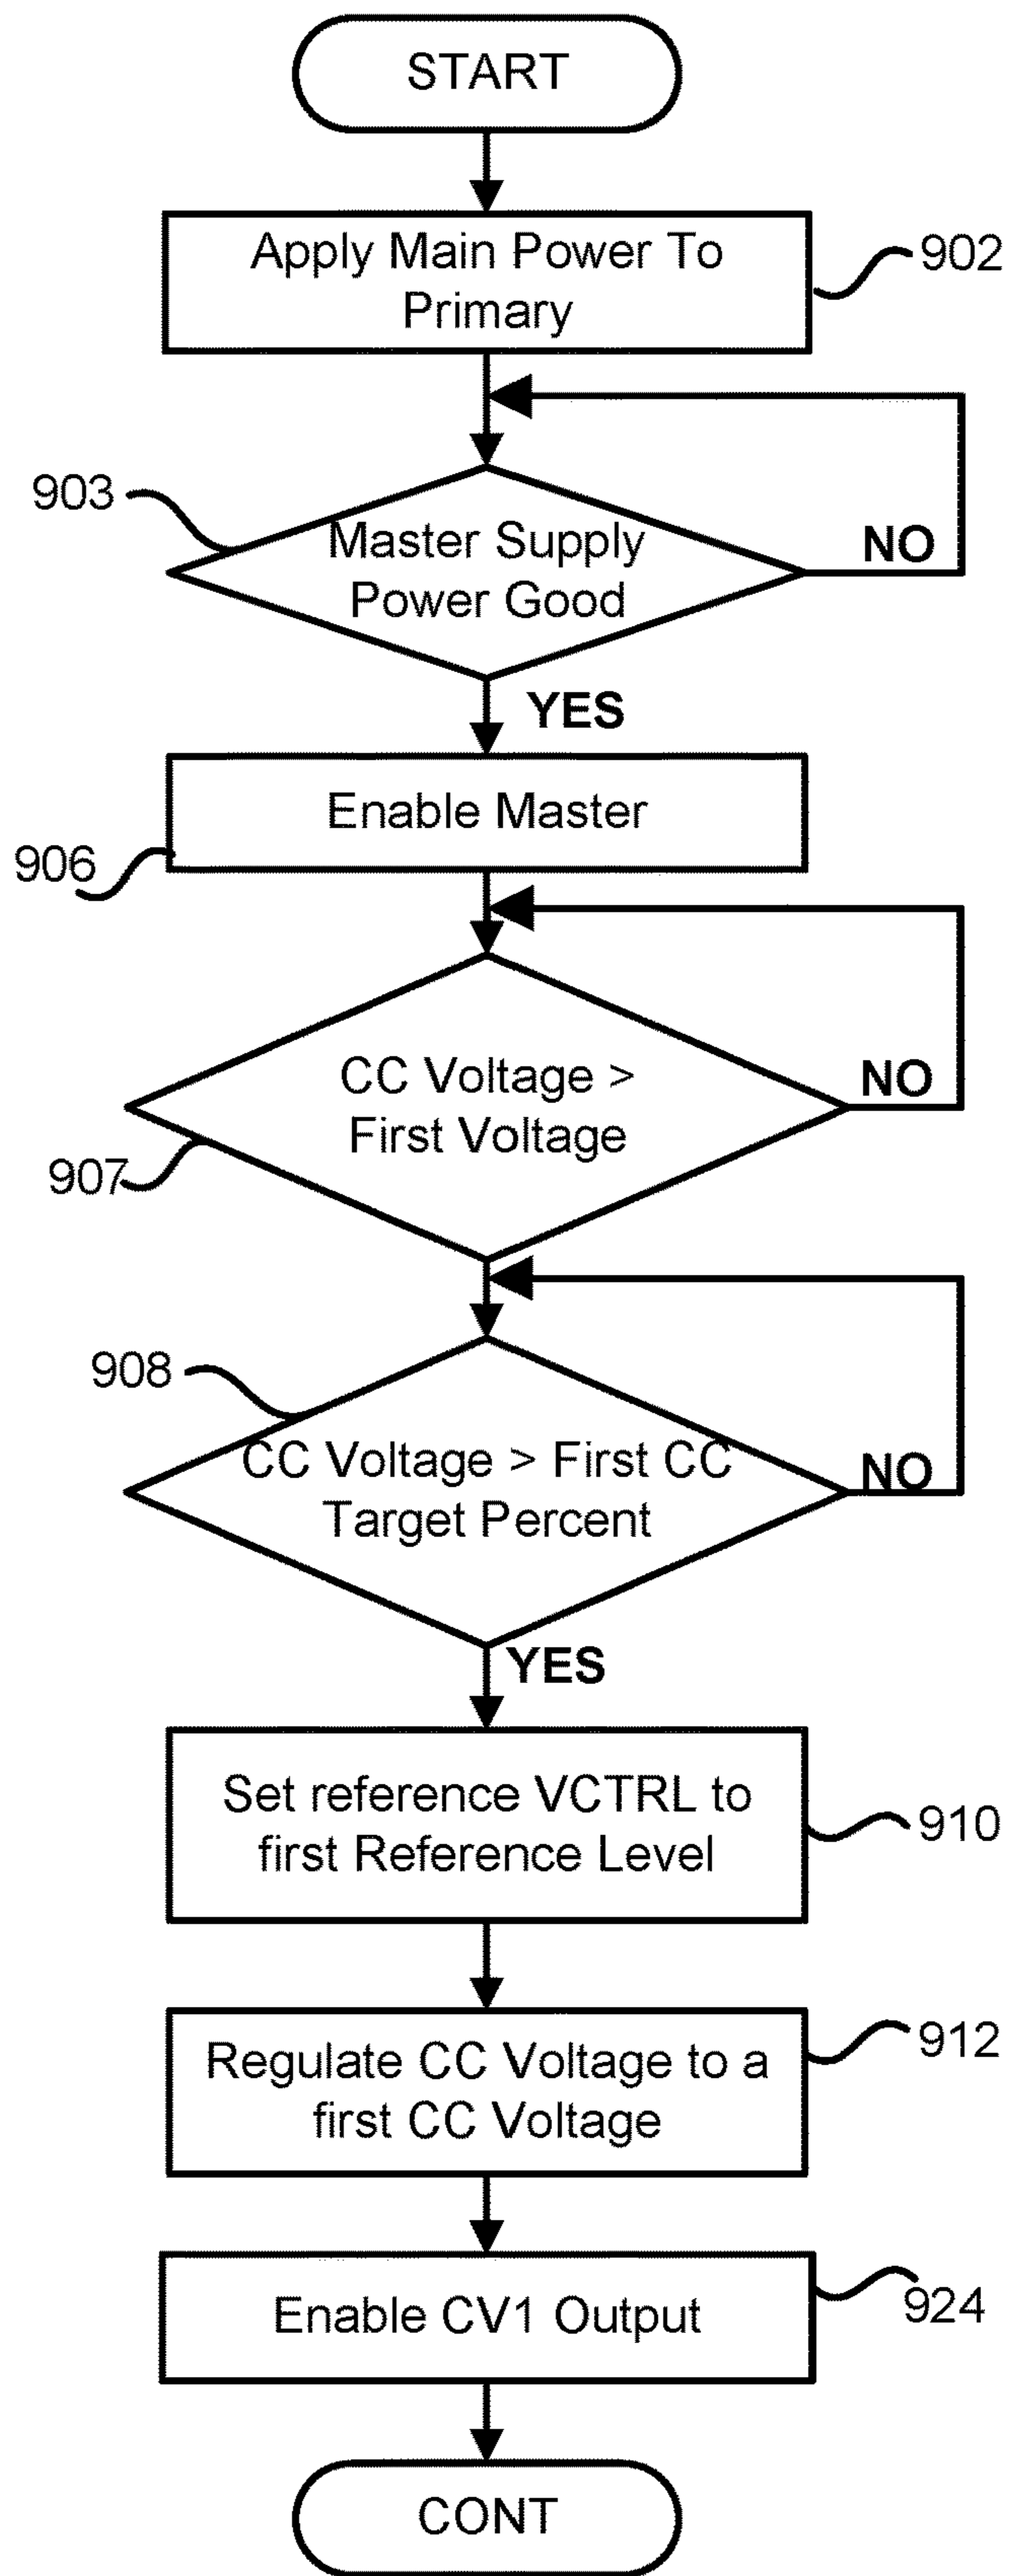 START
Apply Main Power To
Primary
902
903
Master Supply
Power Good
NO
YES
Enable Master
906
CC Voltage >
First Voltage
NO
907
908
CC Voltage > First CC
Target Percent
NO
YES
Set reference VCTRL to
first Reference Level
910
Regulate CC Voltage to a
first CC Voltage
912
Enable CV1 Output
924
CONT